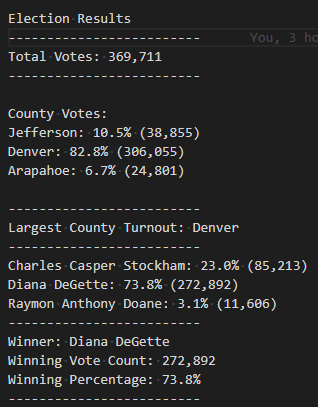 Election Results
-------------------------
You, 3 ho
Total Votes: 369,711
-------------------------
County Votes:
Jefferson: 10.5% (38,855)
Denver: 82.8% (306,055)
Arapahoe: 6.7% (24,801)
-------------------------
Largest County Turnout: Denver
-------------------------
Charles Casper Stockham: 23.0% (85,213)
Diana DeGette: 73.8% (272,892)
Raymon Anthony Doane: 3.1% (11,606)
-------------------------
Winner: Diana DeGette
Winning Vote Count: 272,892
Winning Percentage: 73.8%
-------------------------